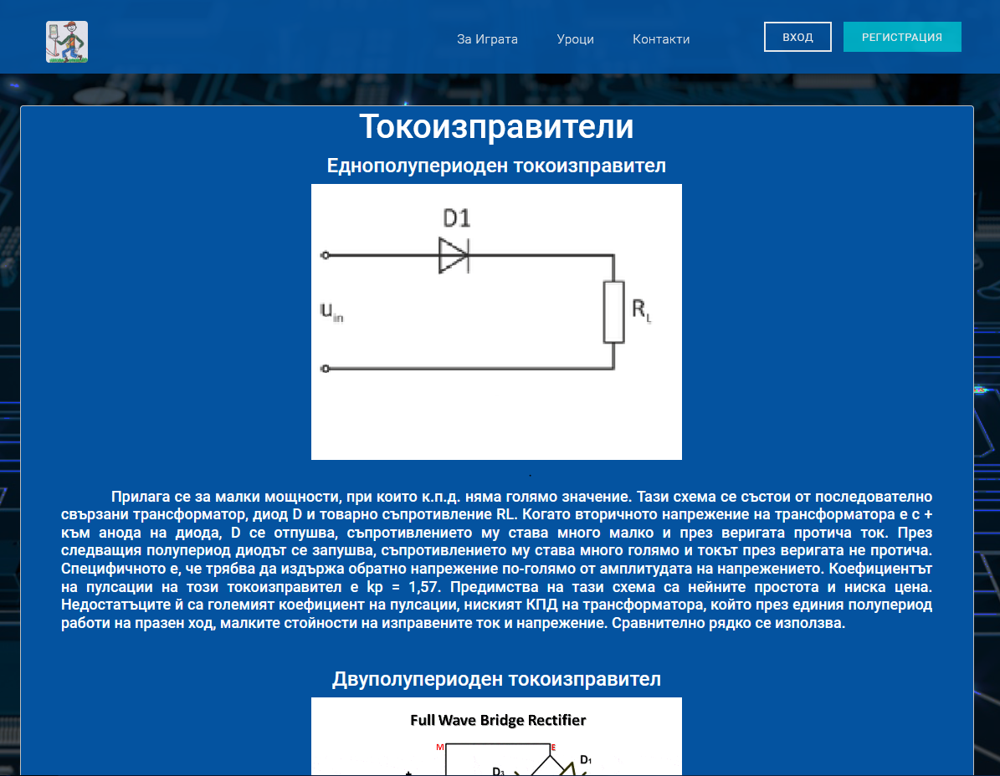 За Играта
Уроци
Контакти
ВХОД
РЕГИСТРАЦИЯ
Токоизправители
Еднополупериоден токоизправител
D1
uin
RL
.
Прилага се за малки мощности, при които к.п.д. няма голямо значение. Тази схема се състои от последователно
свързани трансформатор, диод D и товарно съпротивление RL. Когато вторичното напрежение на трансформатора е с +
към анода на диода, D се отпушва, съпротивлението му става много малко и през веригата протича ток. През
следващия полупериод диодът се запушва, съпротивлението му става много голямо и токът през веригата не протича.
Специфичното е, че трябва да издържа обратно напрежение по-голямо от амплитудата на напрежението. Коефициентът
на пулсации на този токоизправител е kp = 1,57. Предимства на тази схема са нейните простота и ниска цена.
Недостатъците й са големият коефициент на пулсации, ниският КПД на трансформатора, който през единия полупериод
работи на празен ход, малките стойности на изправените ток и напрежение. Сравнително рядко се използва.
Двуполупериоден токоизправител
Full Wave Bridge Rectifier
M
E
D1
D3
+